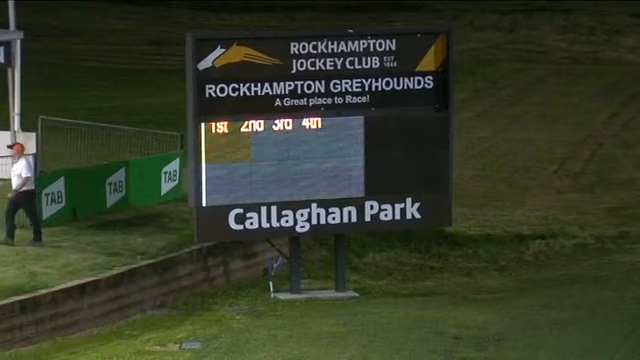 ROCKHAMPTON
JOCKEY CLUB EST 1868
ROCKHAMPTON GREYHOUNDS
A Great place to Race!
1st 2nd 3rd 4th
TAB TAB TAB
Callaghan Park